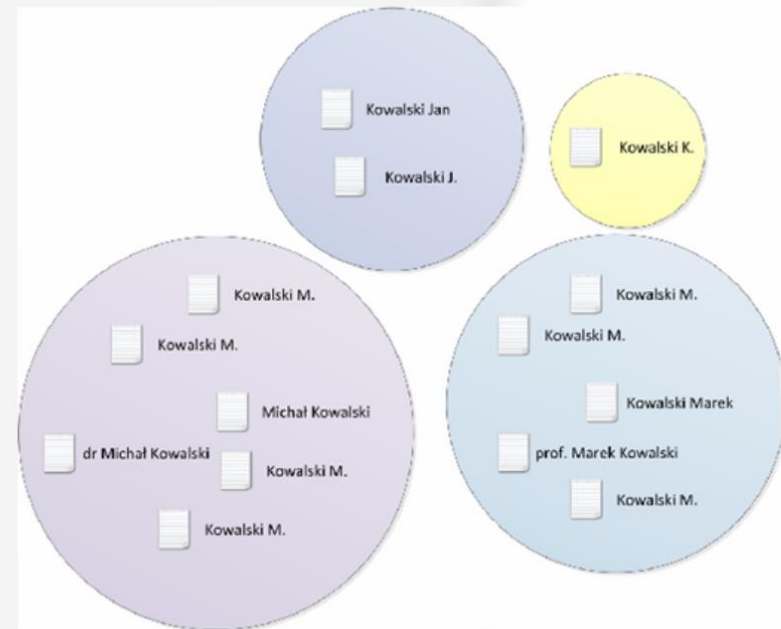 Kowalski Jan
Kowalski J.
Kowalski K.
Kowalski M.
Kowalski M.
Michał Kowalski
dr Michał Kowalski
Kowalski M.
Kowalski M.
Kowalski M.
Kowalski M.
Kowalski Marek
prof. Marek Kowalski
Kowalski M.